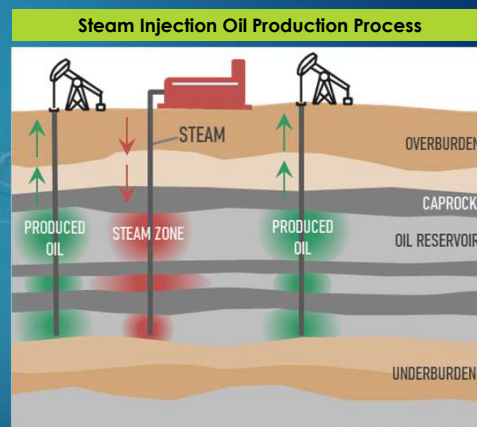 Steam Injection Oil Production Process
STEAM
OVERBURDEN
CAPROCK
PRODUCED
OIL
STEAM ZONE
PRODUCED
OIL
OIL RESERVOIR
UNDERBURDEN